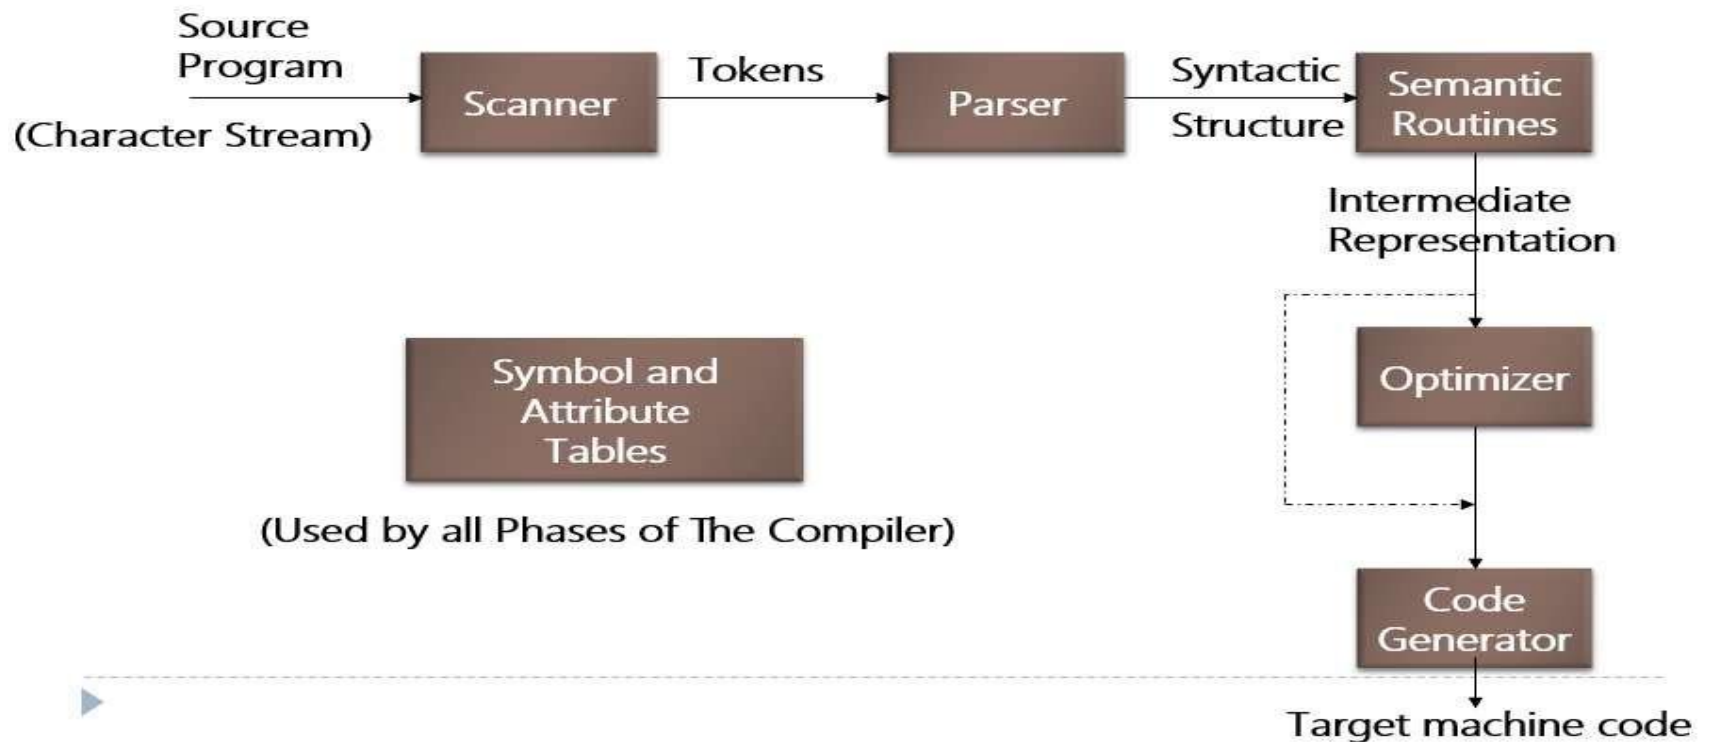 Source
Program
(Character Stream)
Scanner
Tokens
Parser
Syntactic
Structure
Semantic
Routines
Intermediate
Representation
Optimizer
Symbol and
Attribute
Tables
(Used by all Phases of The Compiler)
Code
Generator
Target machine code